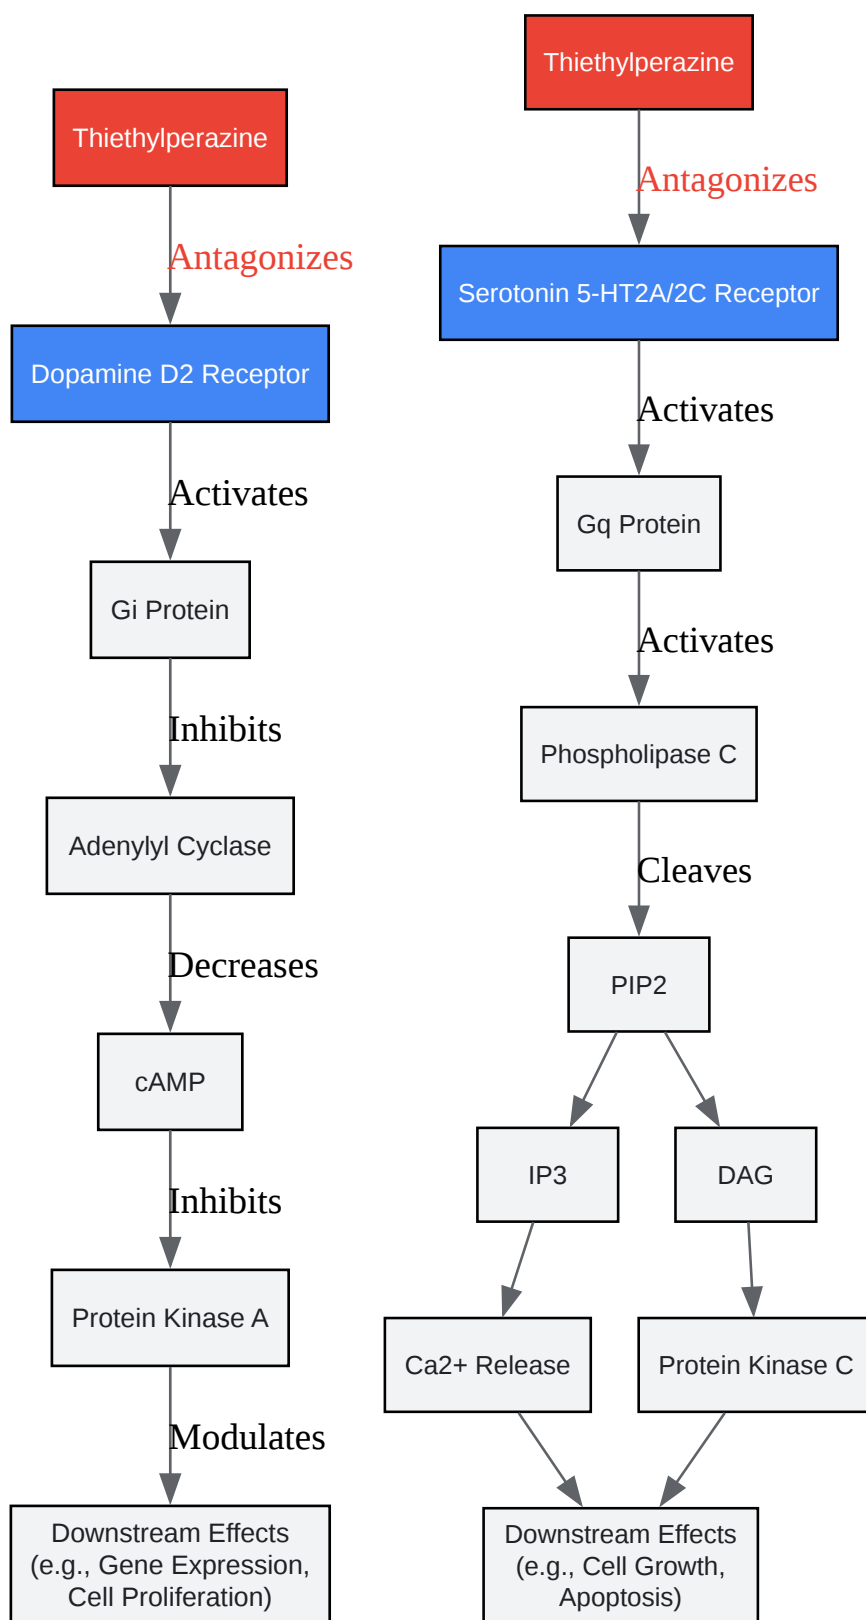 Thiethylperazine
Antagonizes
Dopamine D2 Receptor
Activates
Gi Protein
Inhibits
Adenylyl Cyclase
Decreases
cAMP
Inhibits
Protein Kinase A
Modulates
Downstream Effects
(e.g., Gene Expression,
Cell Proliferation)
Thiethylperazine
Antagonizes
Serotonin 5-HT2A/2C Receptor
Activates
Gq Protein
Activates
Phospholipase C
Cleaves
PIP2
IP3
DAG
Ca2+ Release
Protein Kinase C
Downstream Effects
(e.g., Cell Growth,
Apoptosis)